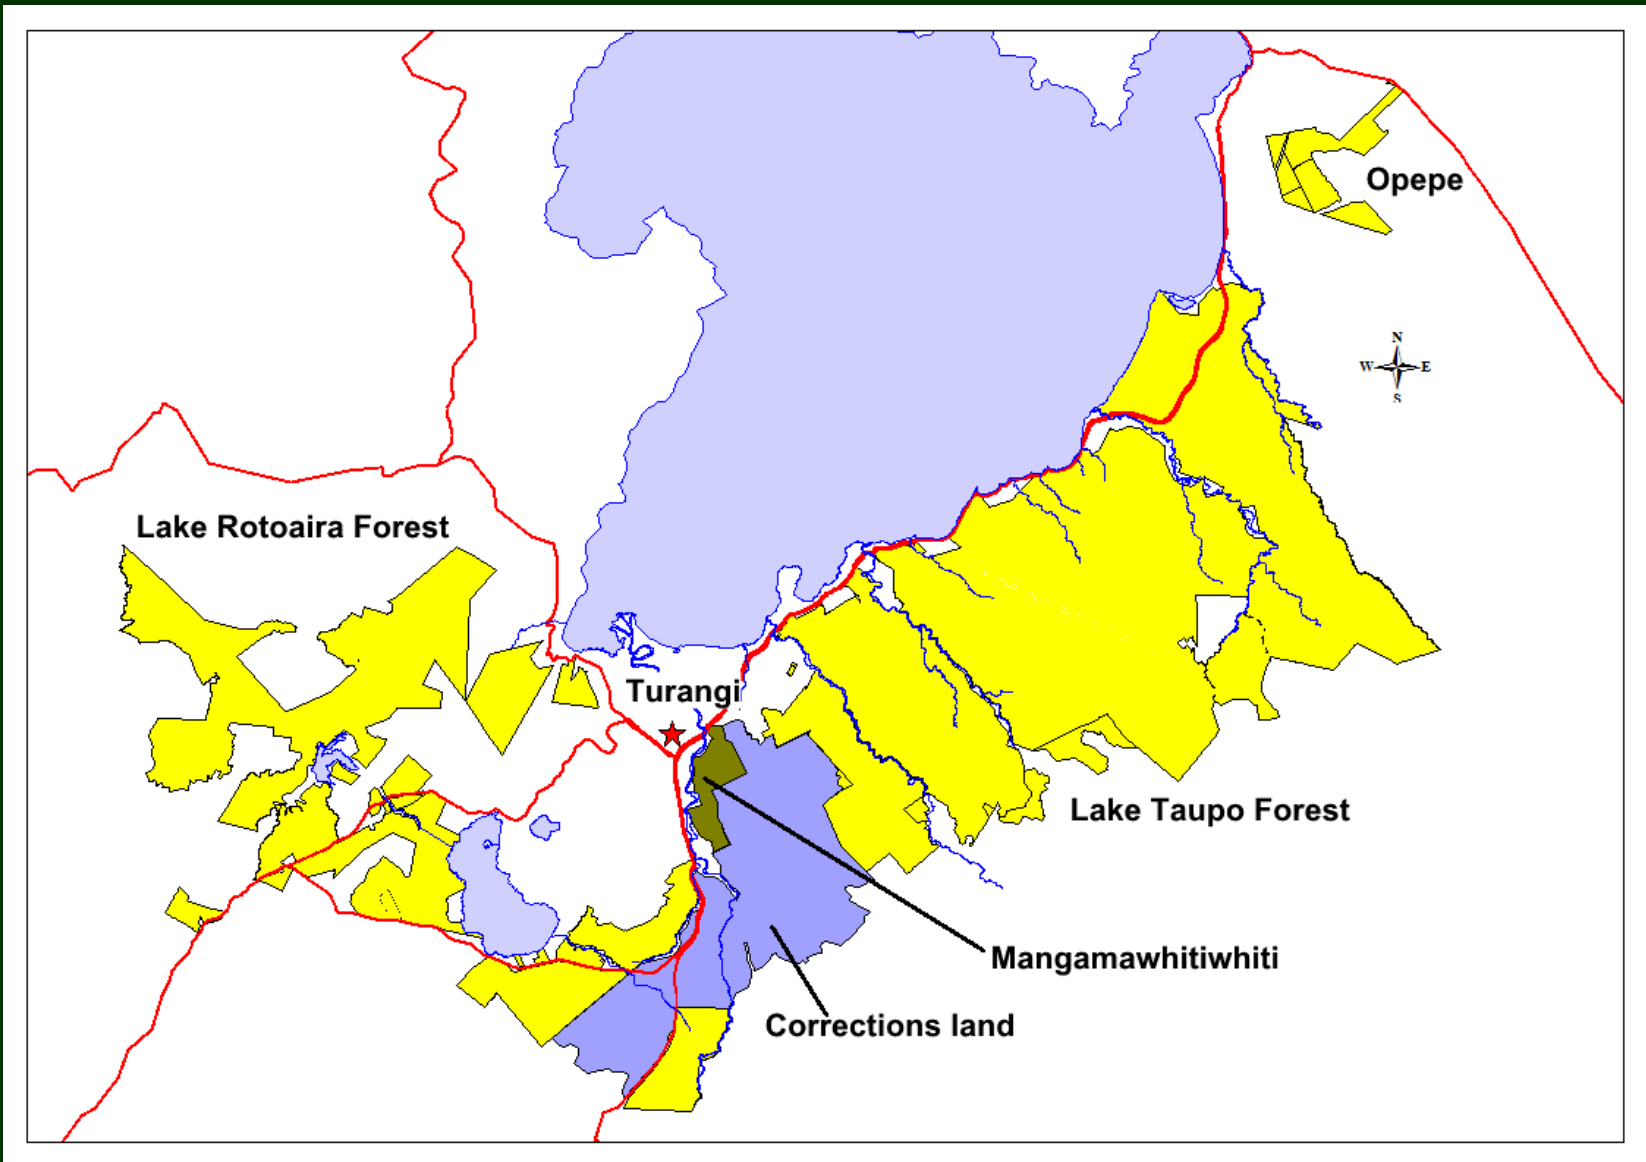 Opepe
N
W E
S
Lake Rotoaira Forest
Turangi
Lake Taupo Forest
Mangamawhitiwhiti
Corrections land